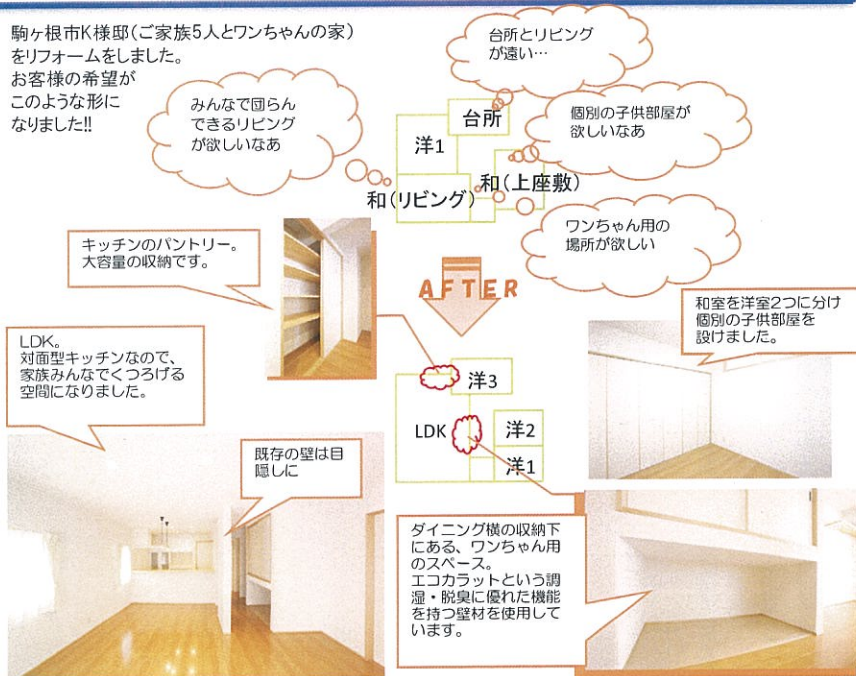 駒ヶ根市K様邸(ご家族5人とワンちゃんの家)
をリフォームをしました。
お客様の希望が
このような形に
なりました!!
台所とリビング
が遠い…
みんなで団らん
できるリビング
が欲しいなあ
個別の子供部屋が
欲しいなあ
台所
洋1
和(上座敷)
和(リビング)
ワンちゃん用の
場所が欲しい
キッチンのパントリー。
大容量の収納です。
AFTER
和室を洋室2つに分け
個別の子供部屋を
設けました。
LDK。
対面型キッチンなので、
家族みんなでくつろげる
空間になりました。
洋3
LDK
洋2
洋1
既存の壁は目
隠しに
ダイニング横の収納下
にある、ワンちゃん用
のスペース。
エコカラットという調
湿・脱臭に優れた機能
を持つ壁材を使用して
います。